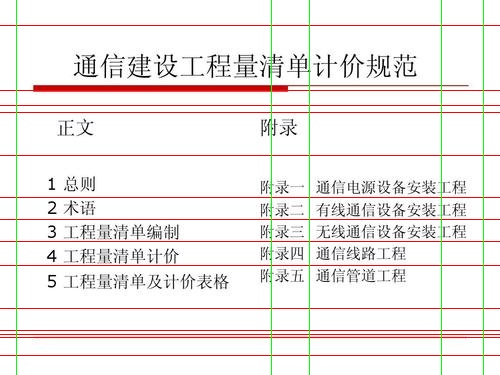 通信建设工程量清单计价规范
正文
1 总则
2 术语
3 工程量清单编制
4 工程量清单计价
5 工程量清单及计价表格
附录
附录一 通信电源设备安装工程
附录二 有线通信设备安装工程
附录三 无线通信设备安装工程
附录四 通信线路工程
附录五 通信管道工程